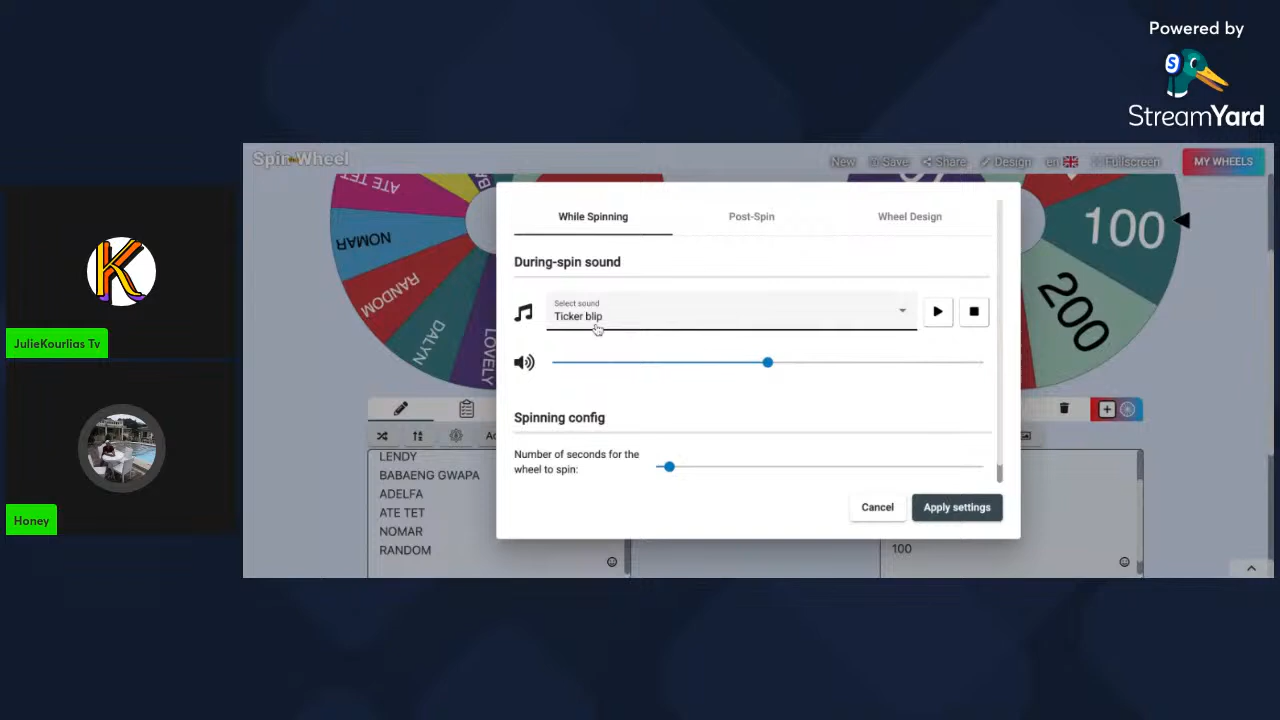 Powered by
StreamYard
SpinWheel
New
Save
Share
Design
en
Fullscreen
MY WHEELS
ATE TET
NOMAR
RANDOM
DALYN
LOVELY
100
200
While Spinning
Post-Spin
Wheel Design
During-spin sound
Select sound
Ticker blip
Spinning config
Number of seconds for the
wheel to spin:
Cancel
Apply settings
LENDY
BABAENG GWAPA
ADELFA
ATE TET
NOMAR
RANDOM
100
K
JulieKourlias Tv
Honey